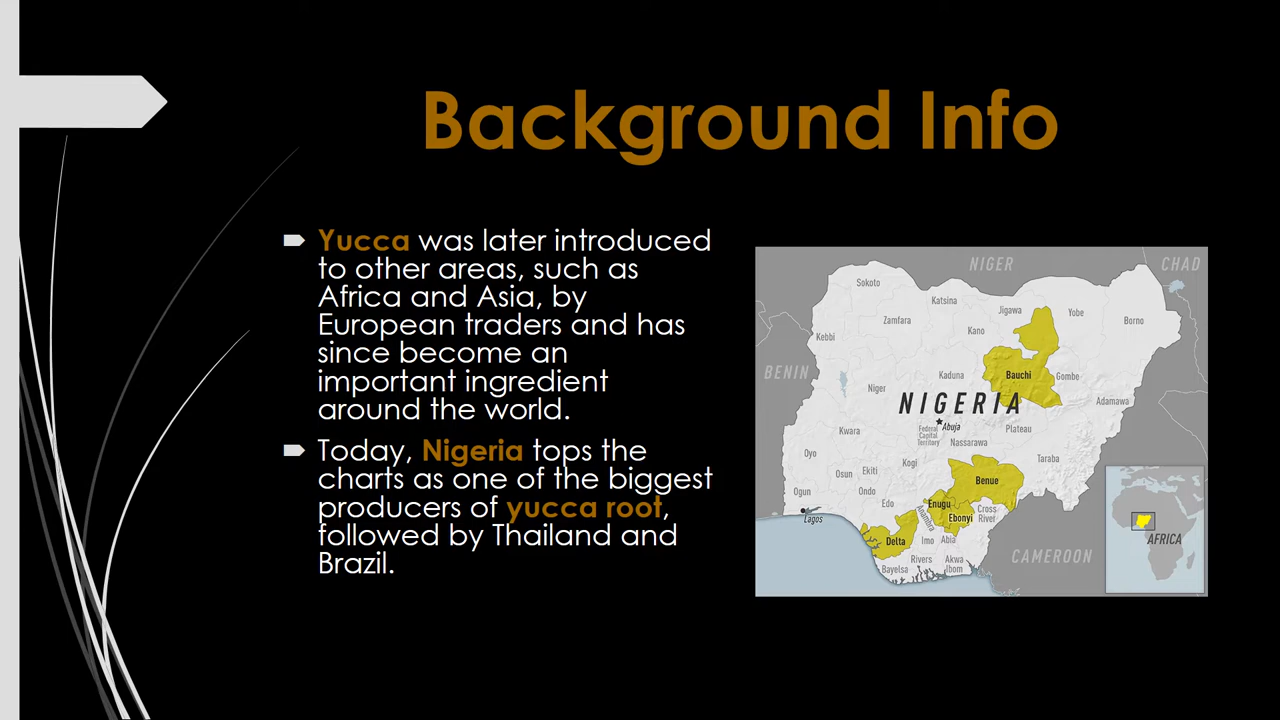 Background Info
Yucca was later introduced
to other areas, such as
Africa and Asia, by
European traders and has
since become an
important ingredient
around the world.
Today, Nigeria tops the
charts as one of the biggest
producers of yucca root,
followed by Thailand and
Brazil.
NIGER
CHAD
Sokoto
Katsina
Jigawa
Yobe
Borno
Zamfara
Kano
Kebbi
BENIN
Kaduna
Bauchi
Gombe
Niger
NIGERIA
Adamawa
Abuja
Federal
Capital
Territory
Plateau
Kwara
Nassarawa
Oyo
Kogi
Taraba
Osun
Ekiti
Benue
Ogun
Ondo
Edo
Enugu
Anambra
Ebonyi
Cross
River
Lagos
Delta
Imo
Abia
Rivers
Akwa
Ibom
Bayelsa
CAMEROON
AFRICA